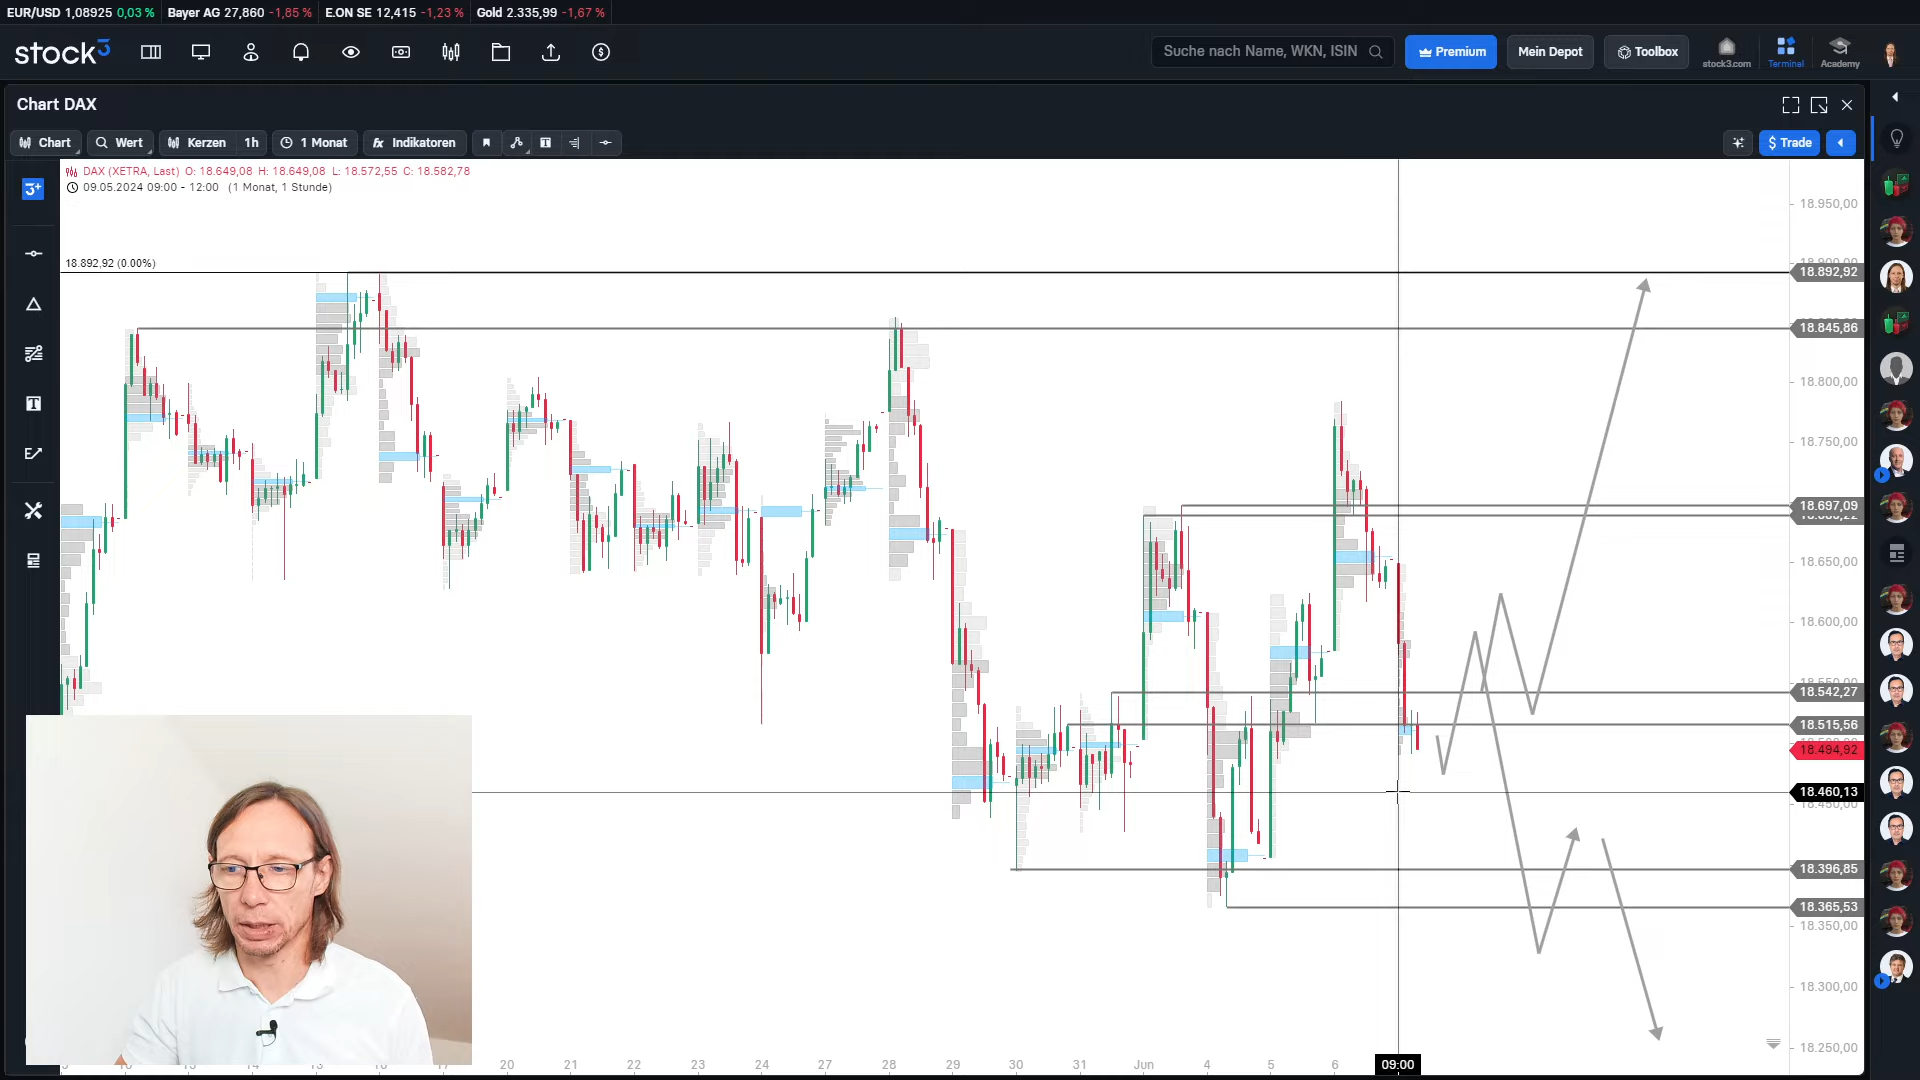 EUR/USD 1,08925 0,03 % Bayer AG 27,860 -1,85 % E.ON SE 12,415 -1,23 % Gold 2.335,99 -1,67 %
stock3
Suche nach Name, WKN, ISIN
Premium
Mein Depot
Toolbox
stock3.com
Terminal
Academy
Chart DAX
Chart Wert Kerzen 1h 1 Monat fx Indikatoren
$ Trade
3+
DAX (XETRA, Last) O: 18.649,08 H: 18.649,08 L: 18.572,55 C: 18.582,78
09.05.2024 09:00 - 12:00 (1 Monat, 1 Stunde)
18.950,00
18.892,92 (0.00%)
18.892,92
18.845,86
18.800,00
18.750,00
18.697,09
18.650,00
18.600,00
18.542,27
18.515,56
18.494,92
18.460,13
18.450,00
18.396,85
18.365,53
18.350,00
18.300,00
18.250,00
20 21 22 23 24 27 28 29 30 31 Jun 4 5 6 09:00